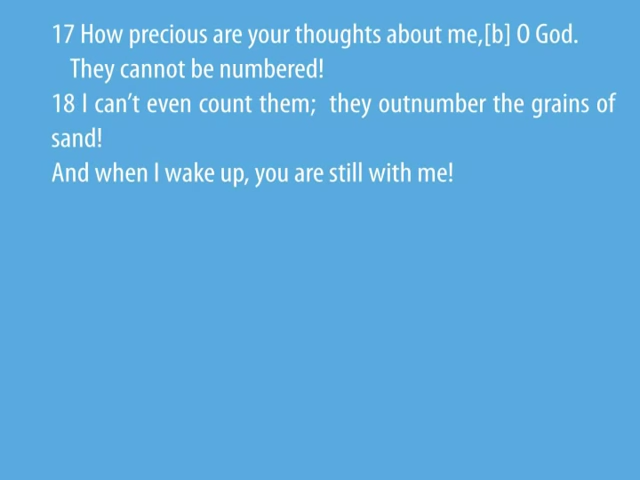 17 How precious are your thoughts about me,[b] O God.
They cannot be numbered!
18 I can’t even count them;  they outnumber the grains of
sand!
And when I wake up, you are still with me!